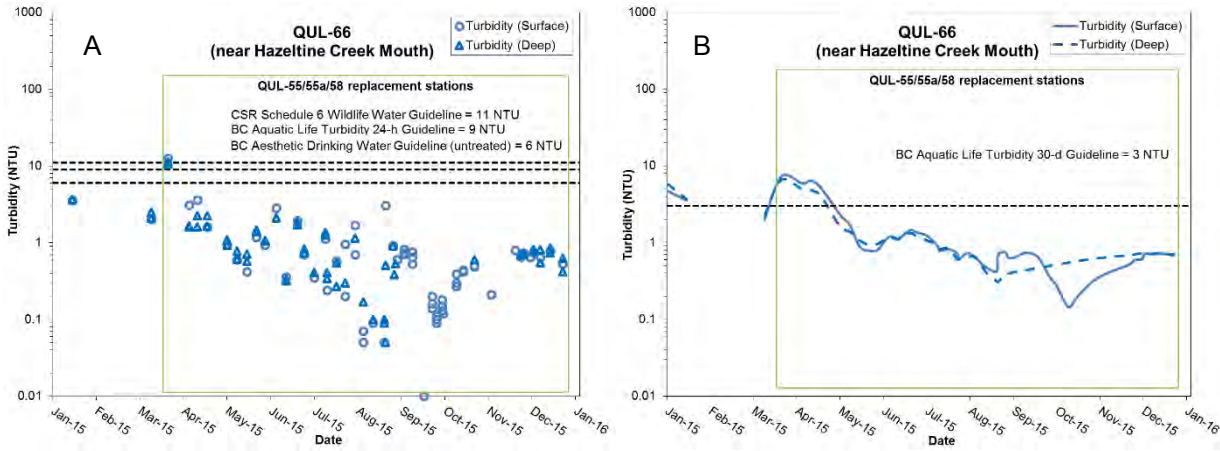 A
QUL-66
(near Hazeltine Creek Mouth)
Turbidity (Surface)
Turbidity (Deep)
QUL-55/55a/58 replacement stations
CSR Schedule 6 Wildlife Water Guideline = 11 NTU
BC Aquatic Life Turbidity 24-h Guideline = 9 NTU
BC Aesthetic Drinking Water Guideline (untreated) = 6 NTU
Turbidity (NTU)
1000
100
10
1
0.1
0.01
Jan-15
Feb-15
Mar-15
Apr-15
May-15
Jun-15
Jul-15
Aug-15
Sep-15
Oct-15
Nov-15
Dec-15
Jan-16
Date
B
QUL-66
(near Hazeltine Creek Mouth)
Turbidity (Surface)
Turbidity (Deep)
QUL-55/55a/58 replacement stations
BC Aquatic Life Turbidity 30-d Guideline = 3 NTU
Turbidity (NTU)
1000
100
10
1
0.1
0.01
Jan-15
Feb-15
Mar-15
Apr-15
May-15
Jun-15
Jul-15
Aug-15
Sep-15
Oct-15
Nov-15
Dec-15
Jan-16
Date